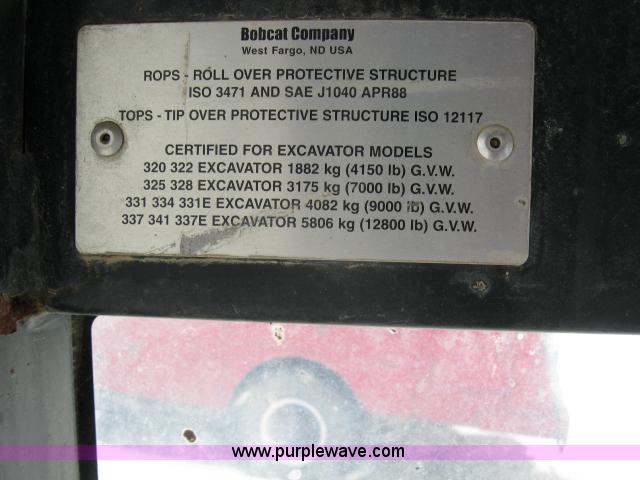 Bobcat Company
West Fargo, ND USA
ROPS - ROLL OVER PROTECTIVE STRUCTURE
ISO 3471 AND SAE J1040 APR88
TOPS - TIP OVER PROTECTIVE STRUCTURE ISO 12117
CERTIFIED FOR EXCAVATOR MODELS
320 322 EXCAVATOR 1882 kg (4150 lb) G.V.W.
325 328 EXCAVATOR 3175 kg (7000 lb) G.V.W.
331 334 331E EXCAVATOR 4082 kg (9000 lb) G.V.W.
337 341 337E EXCAVATOR 5806 kg (12800 lb) G.V.W.
www.purplewave.com